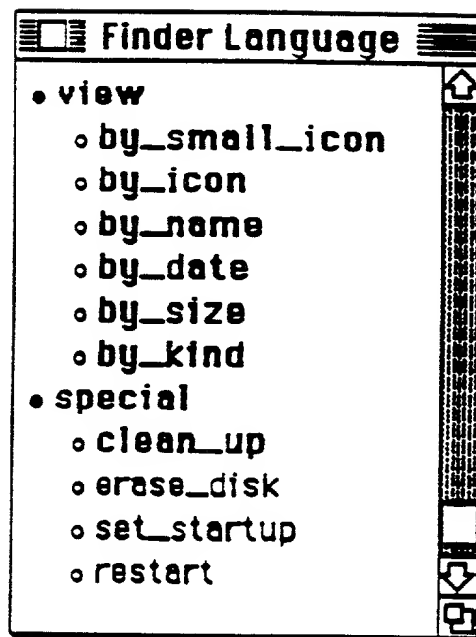 Finder Language
• view
◦ by_small_icon
◦ by_icon
◦ by_name
◦ by_date
◦ by_size
◦ by_kind
• special
◦ clean_up
◦ erase_disk
◦ set_startup
◦ restart